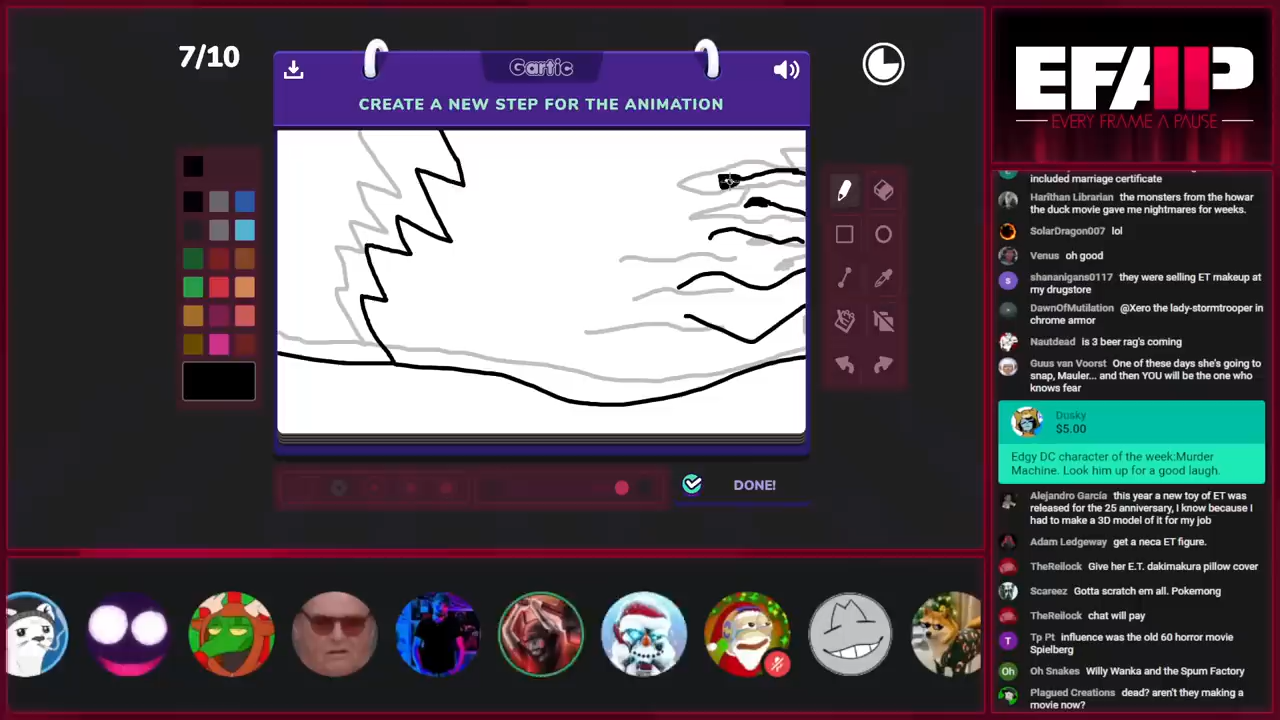 7/10
Gartic
CREATE A NEW STEP FOR THE ANIMATION
DONE!
EFAP
EVERY FRAME A PAUSE
included marriage certificate
Harîthan Librarian the monsters from the howar
the duck movie gave me nightmares for weeks.
SolarDragon007 lol
Venus oh good
shananigans0117 they were selling ET makeup at
my drugstore
DawnOfMutilation @Xero the lady-stormtrooper in
chrome armor
Nautdead is 3 beer rag's coming
Guus van Voorst One of these days she's going to
snap, Mauler... and then YOU will be the one who
knows fear
Dusky
$5.00
Edgy DC character of the week:Murder
Machine. Look him up for a good laugh.
Alejandro García this year a new toy of ET was
released for the 25 anniversary, I know because I
had to make a 3D model of it for my job
Adam Ledgeway get a neca ET figure.
TheReilock Give her E.T. dakimakura pillow cover
Scareez Gotta scratch em all. Pokemong
TheReilock chat will pay
T Tp Pt influence was the old 60 horror movie
Spielberg
Oh Oh Snakes Willy Wanka and the Spum Factory
Plagued Creations dead? aren't they making a
movie now?